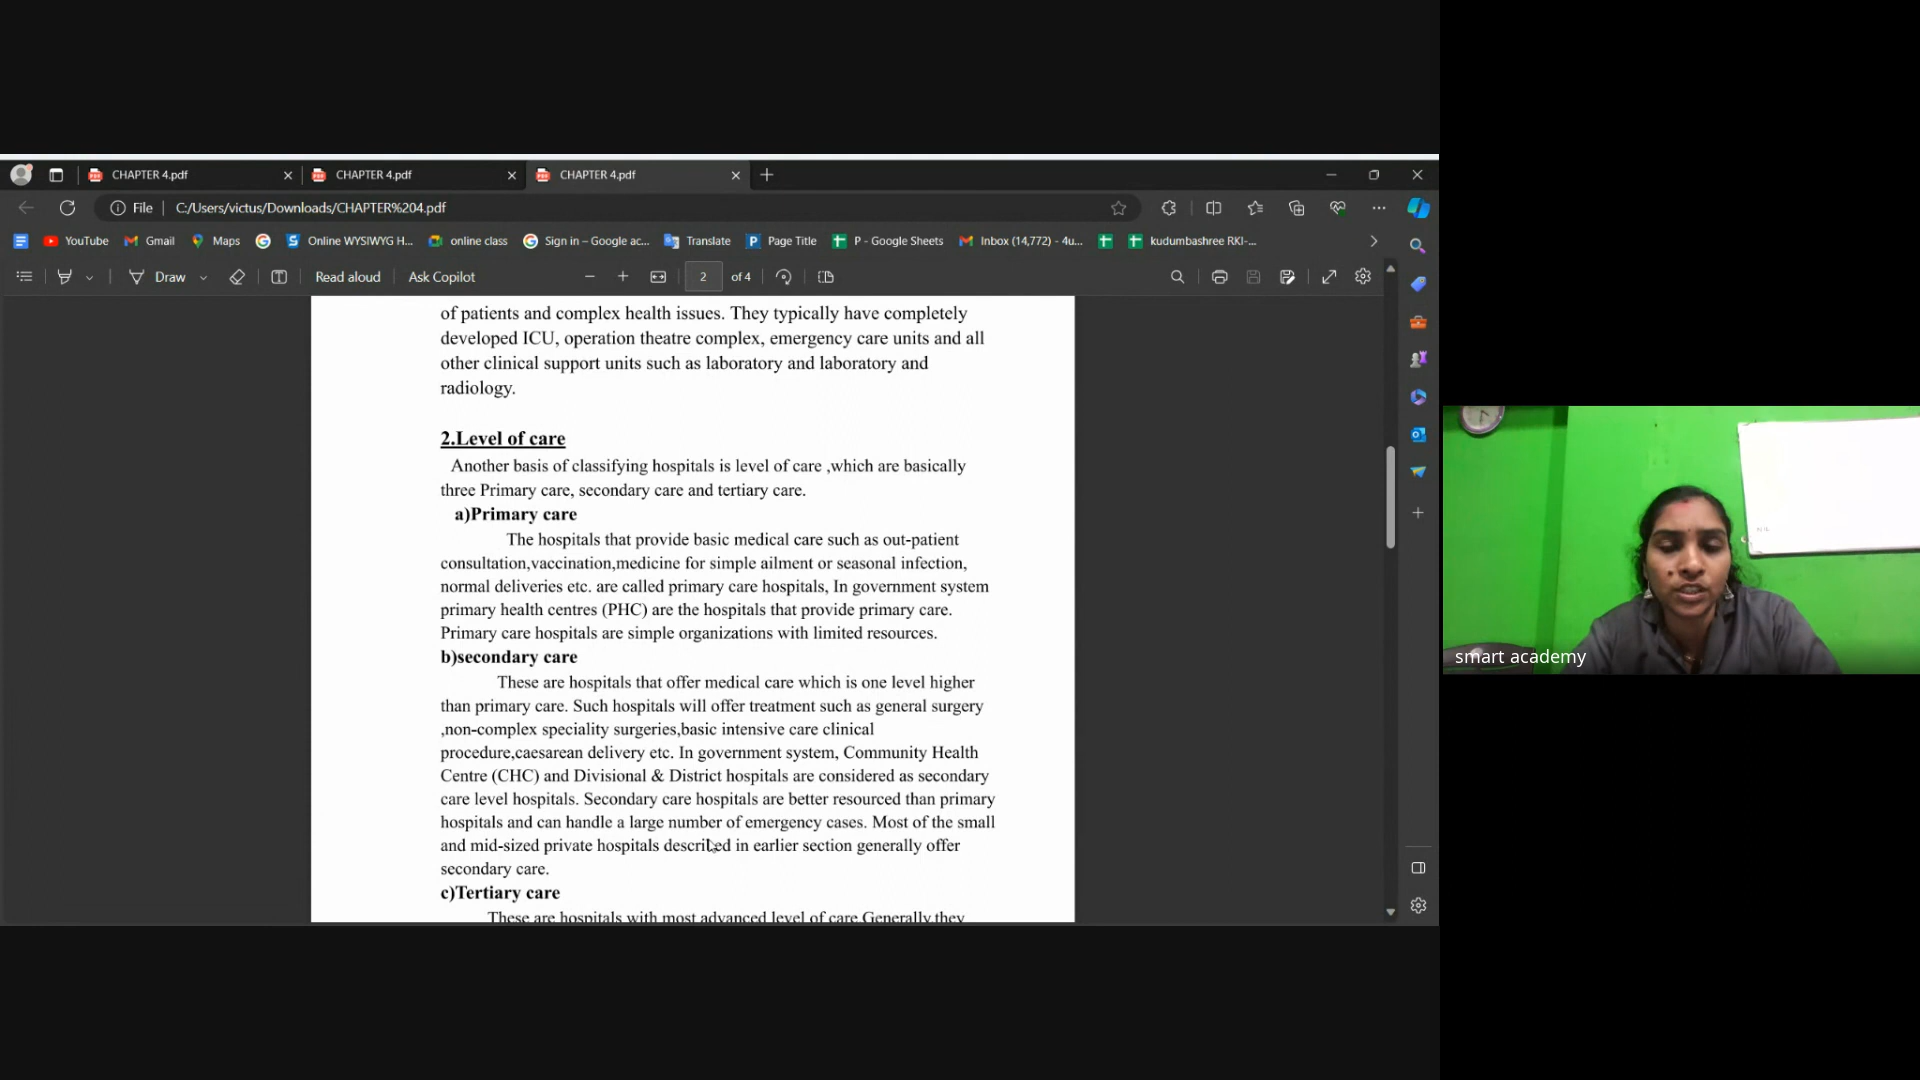 CHAPTER 4.pdf
CHAPTER 4.pdf
CHAPTER 4.pdf
File
C:/Users/victus/Downloads/CHAPTER%204.pdf
YouTube
Gmail
Maps
Online WYSIWYG H...
online class
Sign in – Google ac...
Translate
Page Title
P - Google Sheets
Inbox (14,772) - 4u...
kudumbashree RKI-...
Draw
Read aloud
Ask Copilot
2
of 4
of patients and complex health issues. They typically have completely
developed ICU, operation theatre complex, emergency care units and all
other clinical support units such as laboratory and laboratory and
radiology.
2.Level of care
Another basis of classifying hospitals is level of care ,which are basically
three Primary care, secondary care and tertiary care.
a)Primary care
The hospitals that provide basic medical care such as out-patient
consultation,vaccination,medicine for simple ailment or seasonal infection,
normal deliveries etc. are called primary care hospitals, In government system
primary health centres (PHC) are the hospitals that provide primary care.
Primary care hospitals are simple organizations with limited resources.
b)secondary care
These are hospitals that offer medical care which is one level higher
than primary care. Such hospitals will offer treatment such as general surgery
,non-complex speciality surgeries,basic intensive care clinical
procedure,caesarean delivery etc. In government system, Community Health
Centre (CHC) and Divisional & District hospitals are considered as secondary
care level hospitals. Secondary care hospitals are better resourced than primary
hospitals and can handle a large number of emergency cases. Most of the small
and mid-sized private hospitals described in earlier section generally offer
secondary care.
c)Tertiary care
These are hospitals with most advanced level of care.Generally,they
smart academy